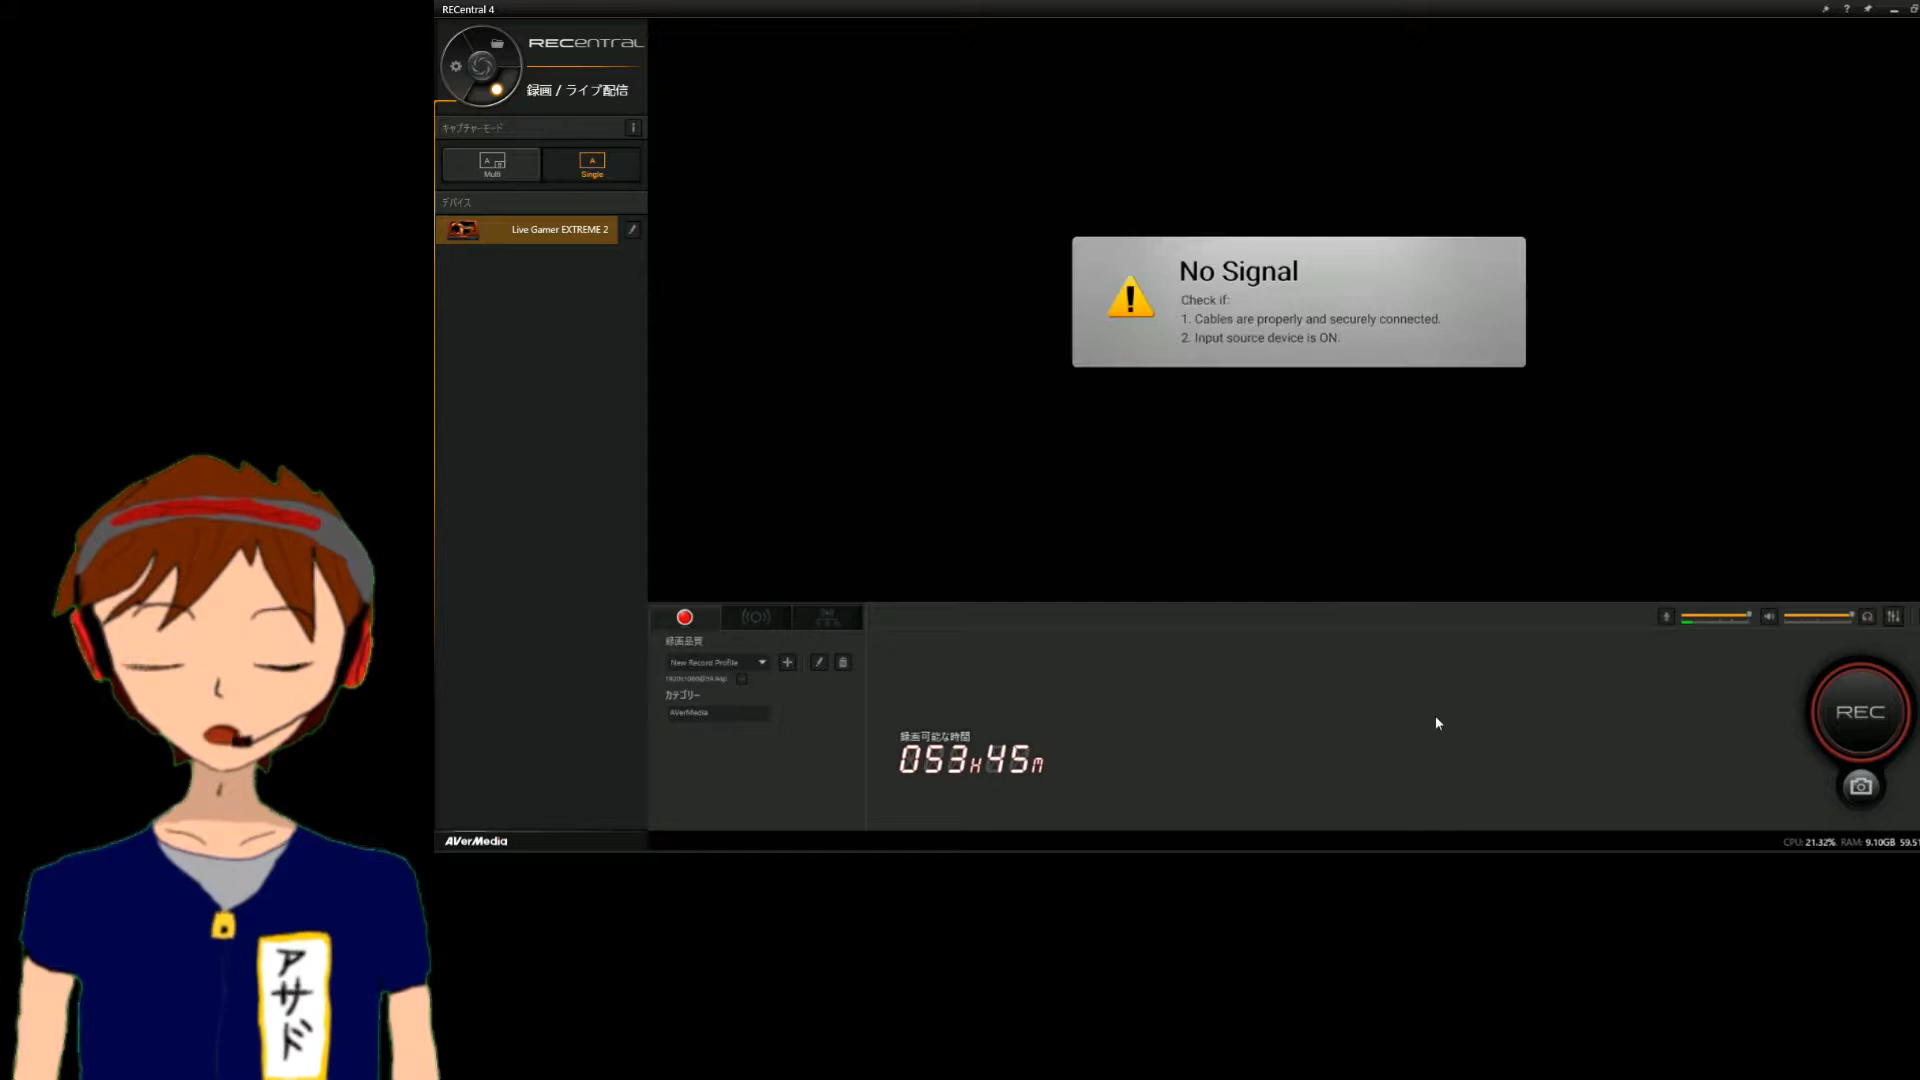 RECentral 4
RECentral
録画 / ライブ配信
キャプチャーモード
Multi
Single
デバイス
Live Gamer EXTREME 2
No Signal
Check if:
1. Cables are properly and securely connected.
2. Input source device is ON.
録画品質
New Record Profile
カテゴリー
AVerMedia
録画可能な時間
053H45m
REC
AVerMedia
CPU: 21.32% RAM: 9.10GB 59.51
アサド